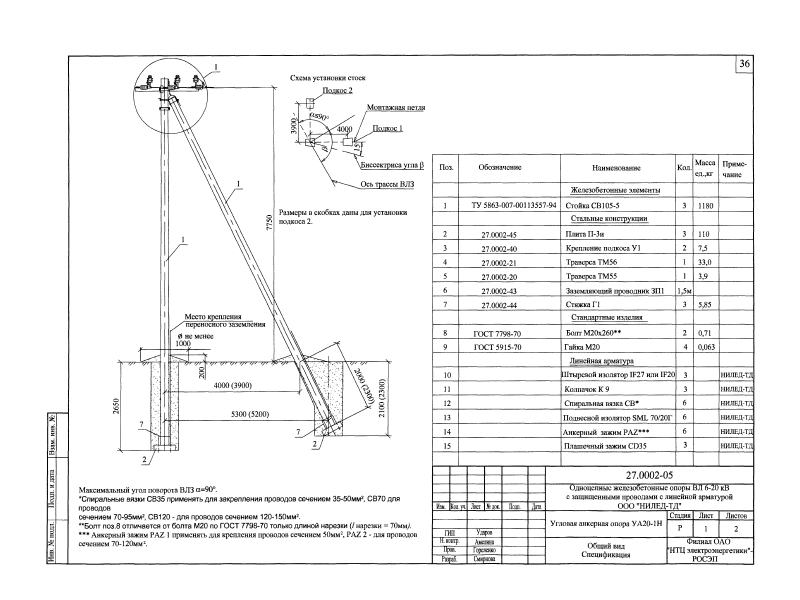 36
1
Схема установки стоек
Подкос 2
Монтажная петля
α≤90°
3900
4000
Подкос 1
β
15°
Биссектриса угла β
Ось трассы ВЛЗ
Размеры в скобках даны для установки
подкоса 2.
1
7750
1
Место крепления
переносного заземления
ϕ не менее
1000
200
4000 (3900)
2000 (2300)
2650
5300 (5200)
2100 (2300)
7
7
2
2
Поз. Обозначение Наименование Кол. Масса ед.,кг Приме-чание
Железобетонные элементы
1 ТУ 5863-007-00113557-94 Стойка СВ105-5 3 1180
Стальные конструкции
2 27.0002-45 Плита П-3и 3 110
3 27.0002-40 Крепление подкоса У1 2 7,5
4 27.0002-21 Траверса ТМ56 1 33,0
5 27.0002-20 Траверса ТМ55 1 3,9
6 27.0002-43 Заземляющий проводник ЗП1 1,5м
7 27.0002-44 Стяжка Г1 3 5,85
Стандартные изделия
8 ГОСТ 7798-70 Болт М20х260** 2 0,71
9 ГОСТ 5915-70 Гайка М20 4 0,063
Линейная арматура
10 Штыревой изолятор IF27 или IF20 3 НИЛЕД-ТД
11 Колпачок К 9 3 НИЛЕД-ТД
12 Спиральная вязка СВ* 6 НИЛЕД-ТД
13 Подвесной изолятор SML 70/20Г 6 НИЛЕД-ТД
14 Анкерный зажим PAZ*** 6 НИЛЕД-ТД
15 Плашечный зажим CD35 3 НИЛЕД-ТД
Максимальный угол поворота ВЛЗ α=90°.
*Спиральные вязки СВ35 применять для закрепления проводов сечением 35-50мм², СВ70 для
проводов
сечением 70-95мм², СВ120 - для проводов сечением 120-150мм².
**Болт поз.8 отличается от болта М20 по ГОСТ 7798-70 только длиной нарезки (l нарезки = 70мм).
*** Анкерный зажим PAZ 1 применять для крепления проводов сечением 50мм², PAZ 2 - для проводов
сечением 70-120мм².
Взам. инв. №
Подп. и дата
Инв. № подл.
27.0002-05
Одноцепные железобетонные опоры ВЛ 6-20 кВ
с защищенными проводами с линейной арматурой
ООО "НИЛЕД-ТД"
Изм. Кол. уч. Лист № док. Подп. Дата
Угловая анкерная опора УА20-1Н
Стадия Лист Листов
Р 1 2
ГИП Ударов
Н. контр. Амелина
Пров. Гореленко
Разраб. Смирнова
Общий вид
Спецификация
Филиал ОАО
"НТЦ электроэнергетики"-
РОСЭП